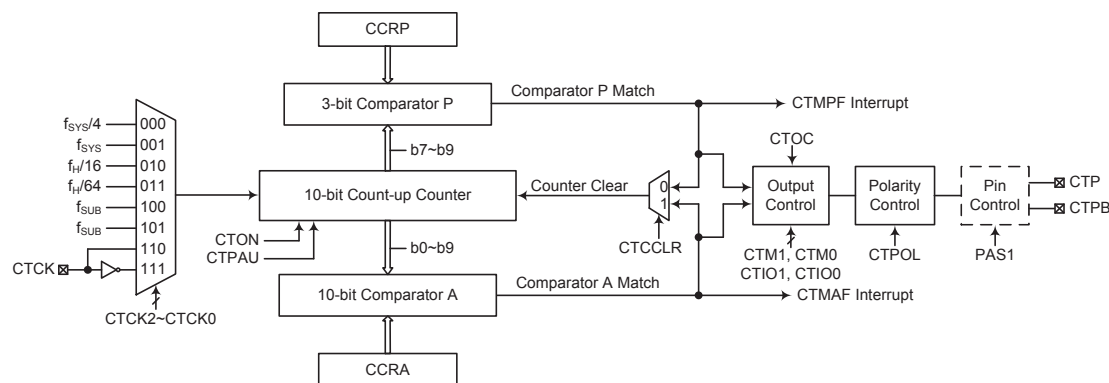 CCRP
3-bit Comparator P
Comparator P Match
CTMPF Interrupt
fSYS/4
000
fSYS
001
fH/16
010
fH/64
011
fSUB
100
fSUB
101
110
111
CTCK
CTCK2~CTCK0
b7~b9
10-bit Count-up Counter
Counter Clear
0
1
CTCCLR
CTON
CTPAU
b0~b9
CTOC
Output
Control
CTM1, CTM0
CTIO1, CTIO0
Polarity
Control
CTPOL
Pin
Control
PAS1
CTP
CTPB
10-bit Comparator A
Comparator A Match
CTMAF Interrupt
CCRA